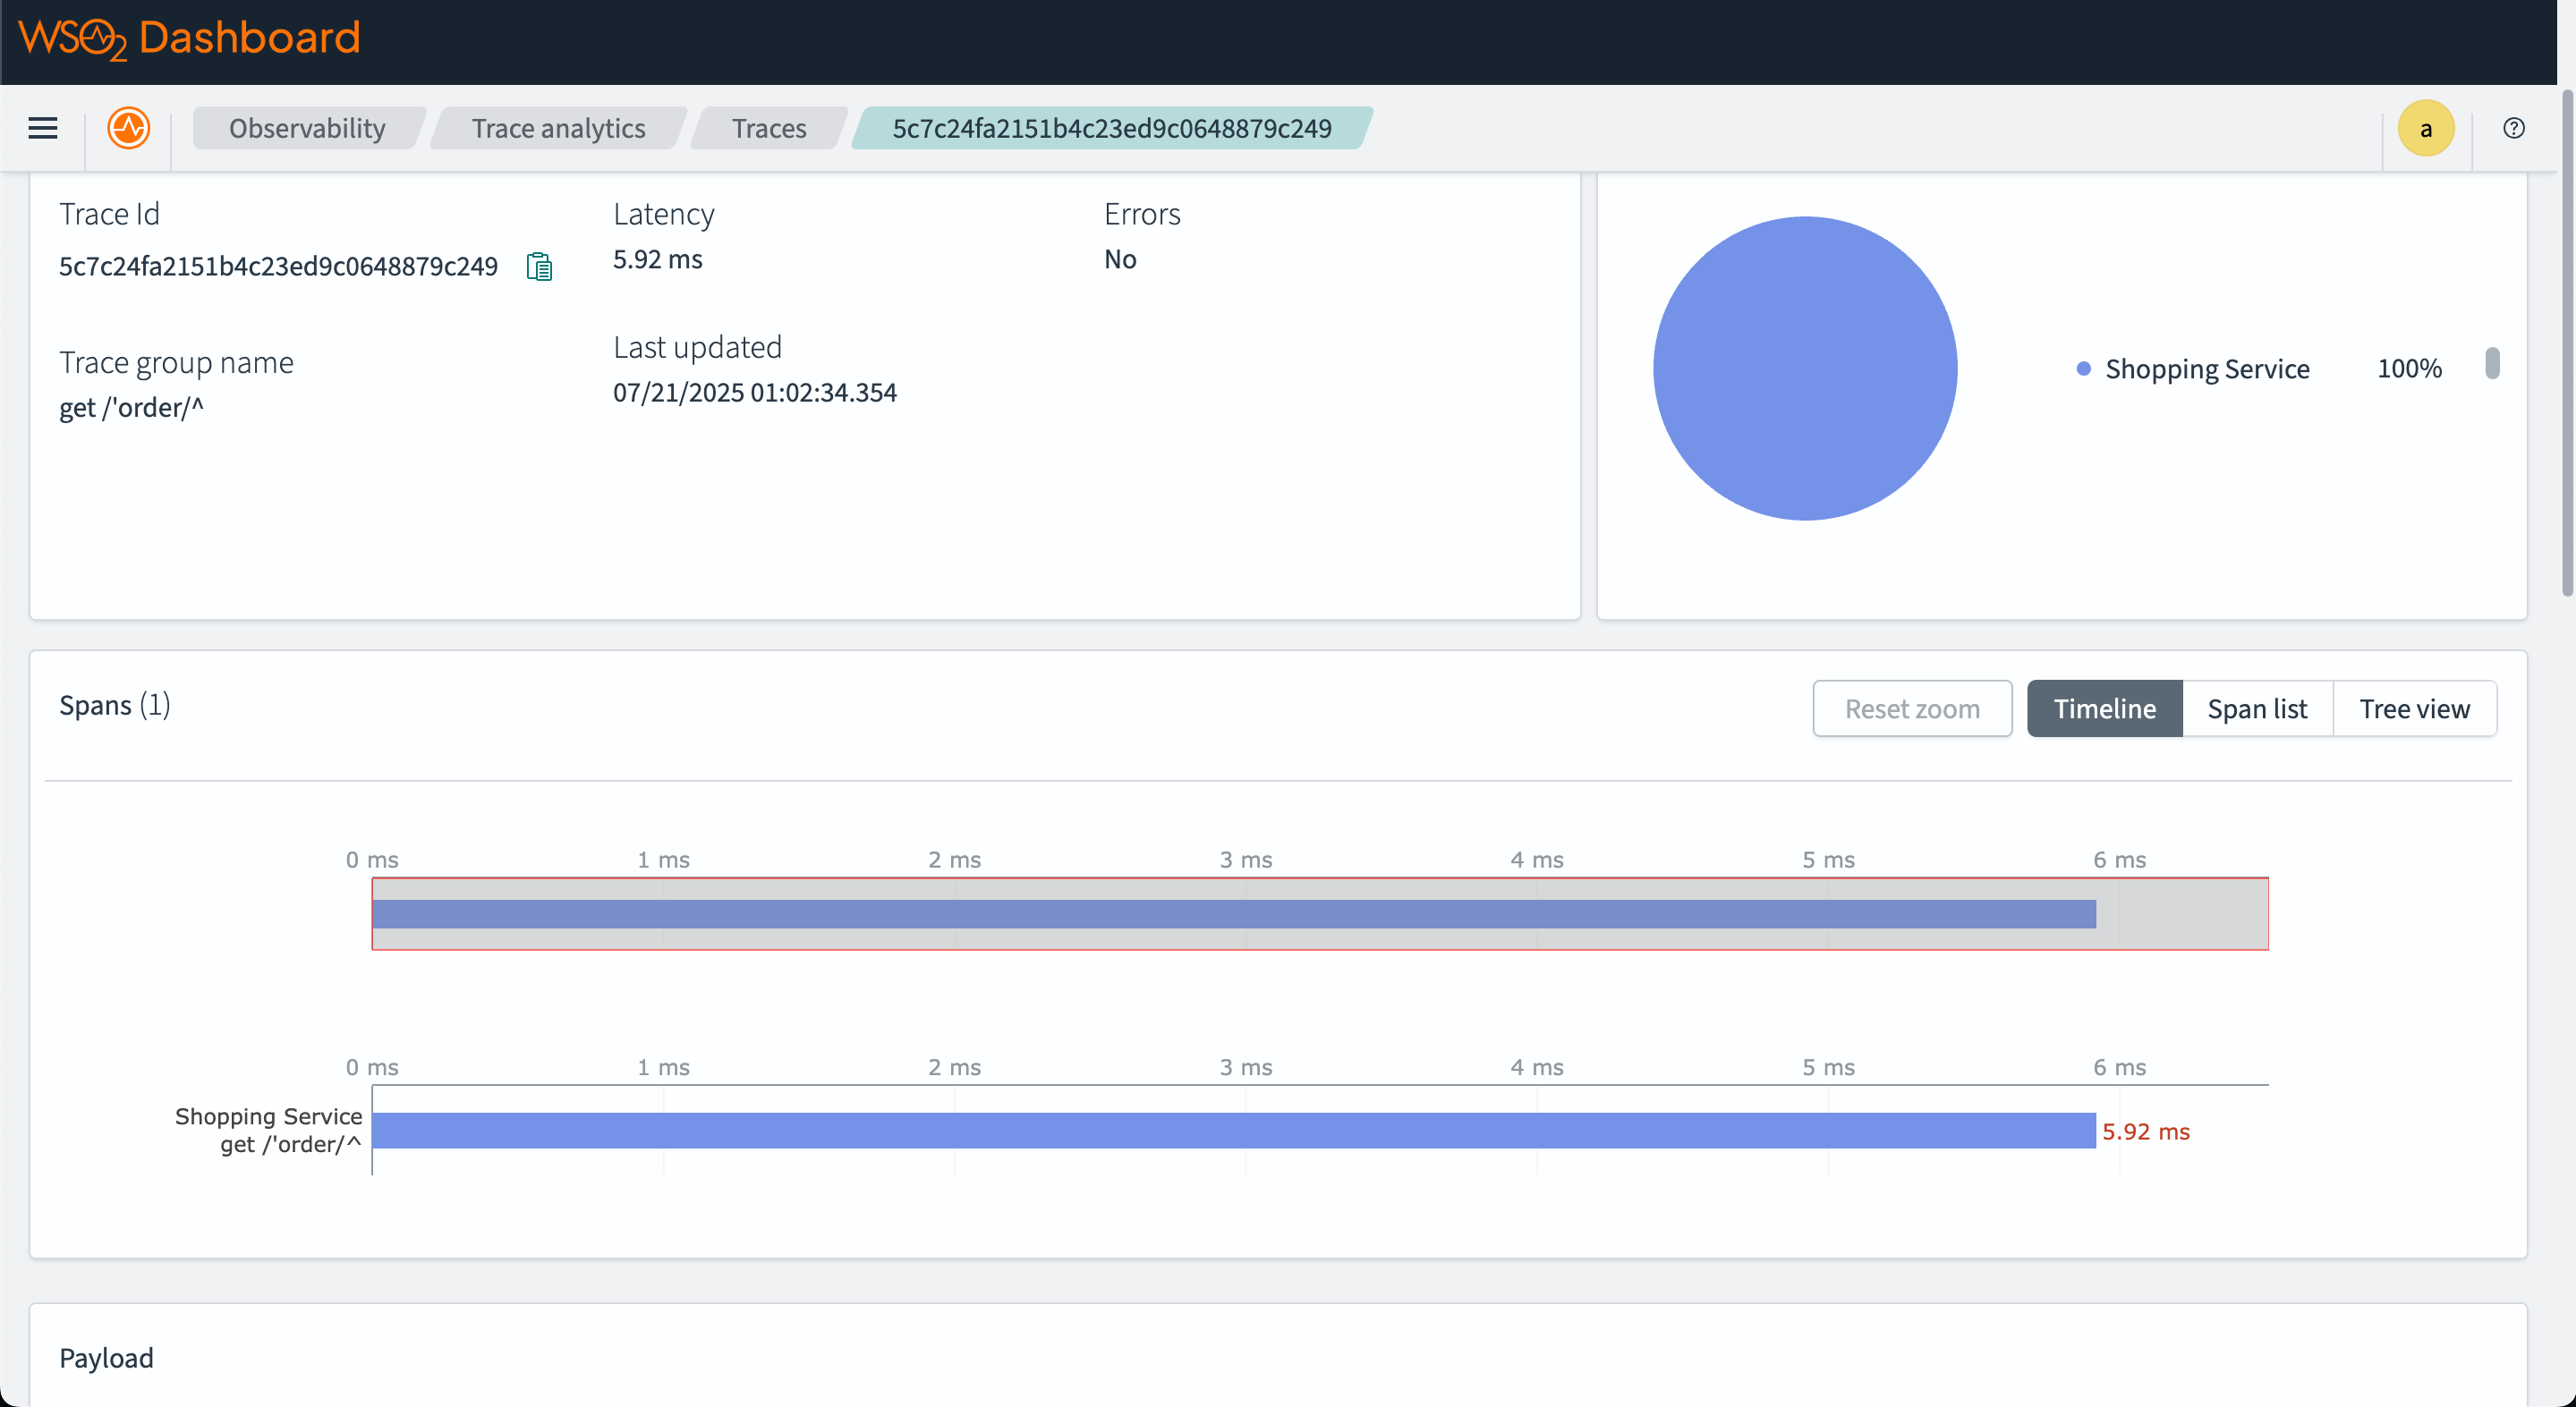 WSO2 Dashboard
Observability
Trace analytics
Traces
5c7c24fa2151b4c23ed9c0648879c249
a
Trace Id
5c7c24fa2151b4c23ed9c0648879c249
Latency
5.92 ms
Errors
No
Trace group name
get /'order/^
Last updated
07/21/2025 01:02:34.354
Shopping Service 100%
Spans (1)
Reset zoom
Timeline
Span list
Tree view
0 ms 1 ms 2 ms 3 ms 4 ms 5 ms 6 ms
0 ms 1 ms 2 ms 3 ms 4 ms 5 ms 6 ms
Shopping Service
get /'order/^
5.92 ms
Payload